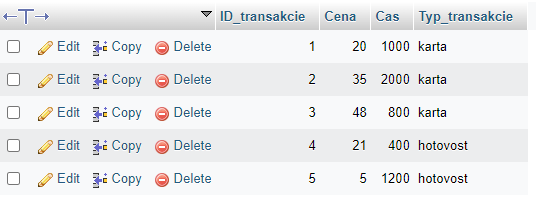 ID_transakcie Cena Cas Typ_transakcie
Edit Copy Delete 1 20 1000 karta
Edit Copy Delete 2 35 2000 karta
Edit Copy Delete 3 48 800 karta
Edit Copy Delete 4 21 400 hotovost
Edit Copy Delete 5 5 1200 hotovost